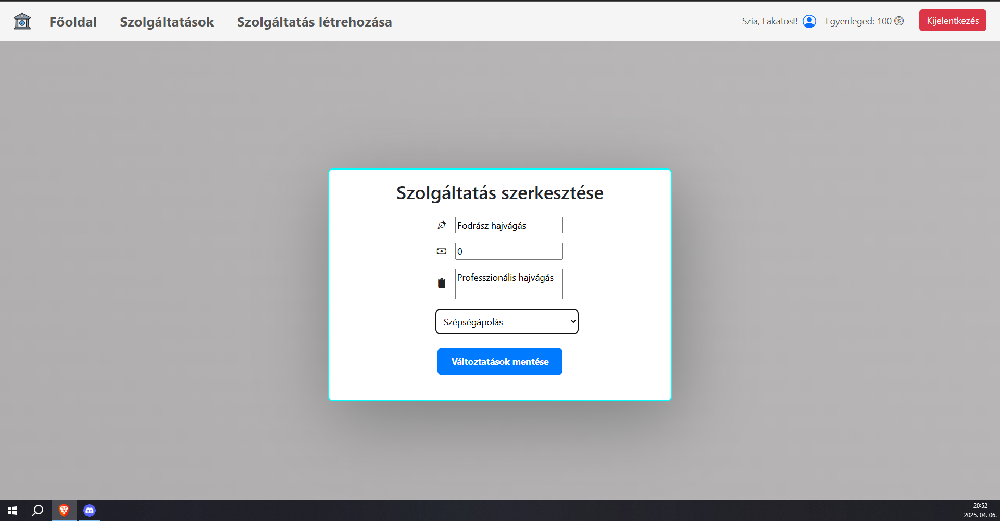 Főoldal Szolgáltatások Szolgáltatás létrehozása Szia, LakatosI! Egyenleged: 100 Kijelentkezés
Szolgáltatás szerkesztése
Fodrász hajvágás
0
Professzionális hajvágás
Szépségápolás
Változtatások mentése
20:52
2025. 04. 06.